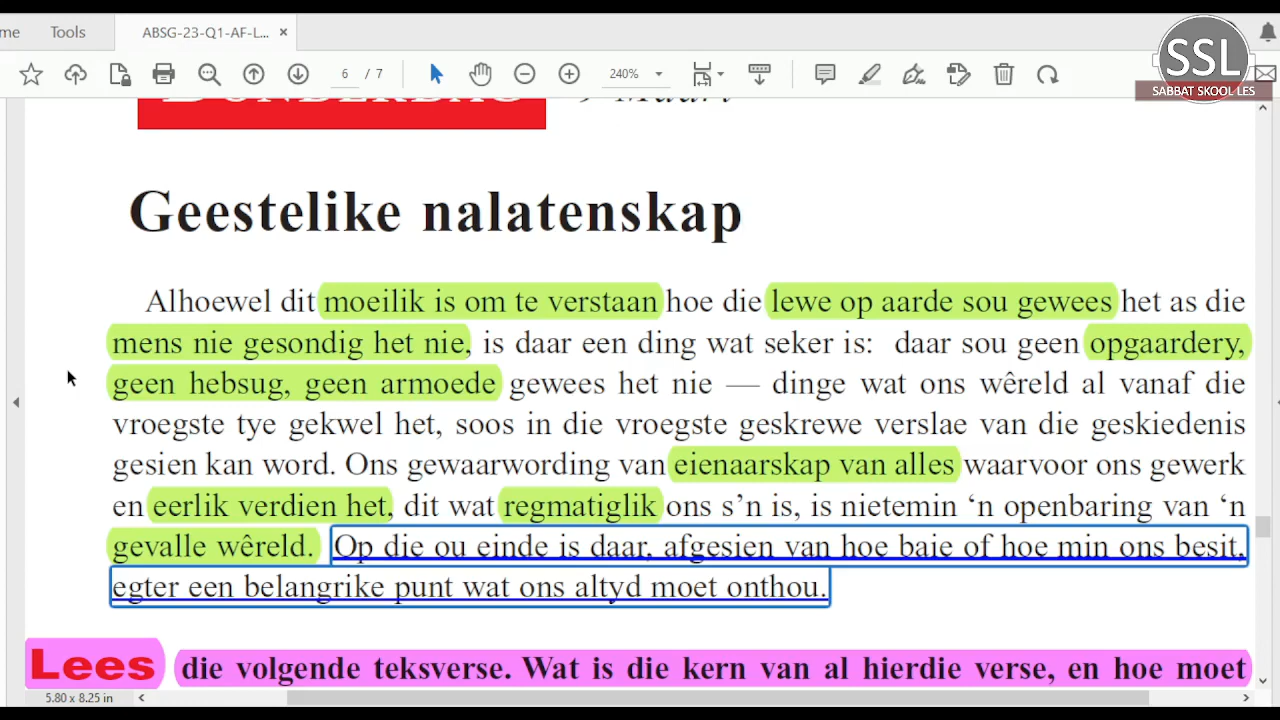 me Tools ABSG-23-Q1-AF-L... ×
6 / 7 240%
SSL
SABBAT SKOOL LES
Geestelike nalatenskap
Alhoewel dit moeilik is om te verstaan hoe die lewe op aarde sou gewees het as die
mens nie gesondig het nie, is daar een ding wat seker is: daar sou geen opgaardery,
geen hebsug, geen armoede gewees het nie — dinge wat ons wêreld al vanaf die
vroegste tye gekwel het, soos in die vroegste geskrewe verslae van die geskiedenis
gesien kan word. Ons gewaarwording van eienaarskap van alles waarvoor ons gewerk
en eerlik verdien het, dit wat regmatiglik ons s’n is, is nietemin ‘n openbaring van ‘n
gevalle wêreld. Op die ou einde is daar, afgesien van hoe baie of hoe min ons besit,
egter een belangrike punt wat ons altyd moet onthou.
Lees die volgende teksverse. Wat is die kern van al hierdie verse, en hoe moet
5.80 x 8.25 in